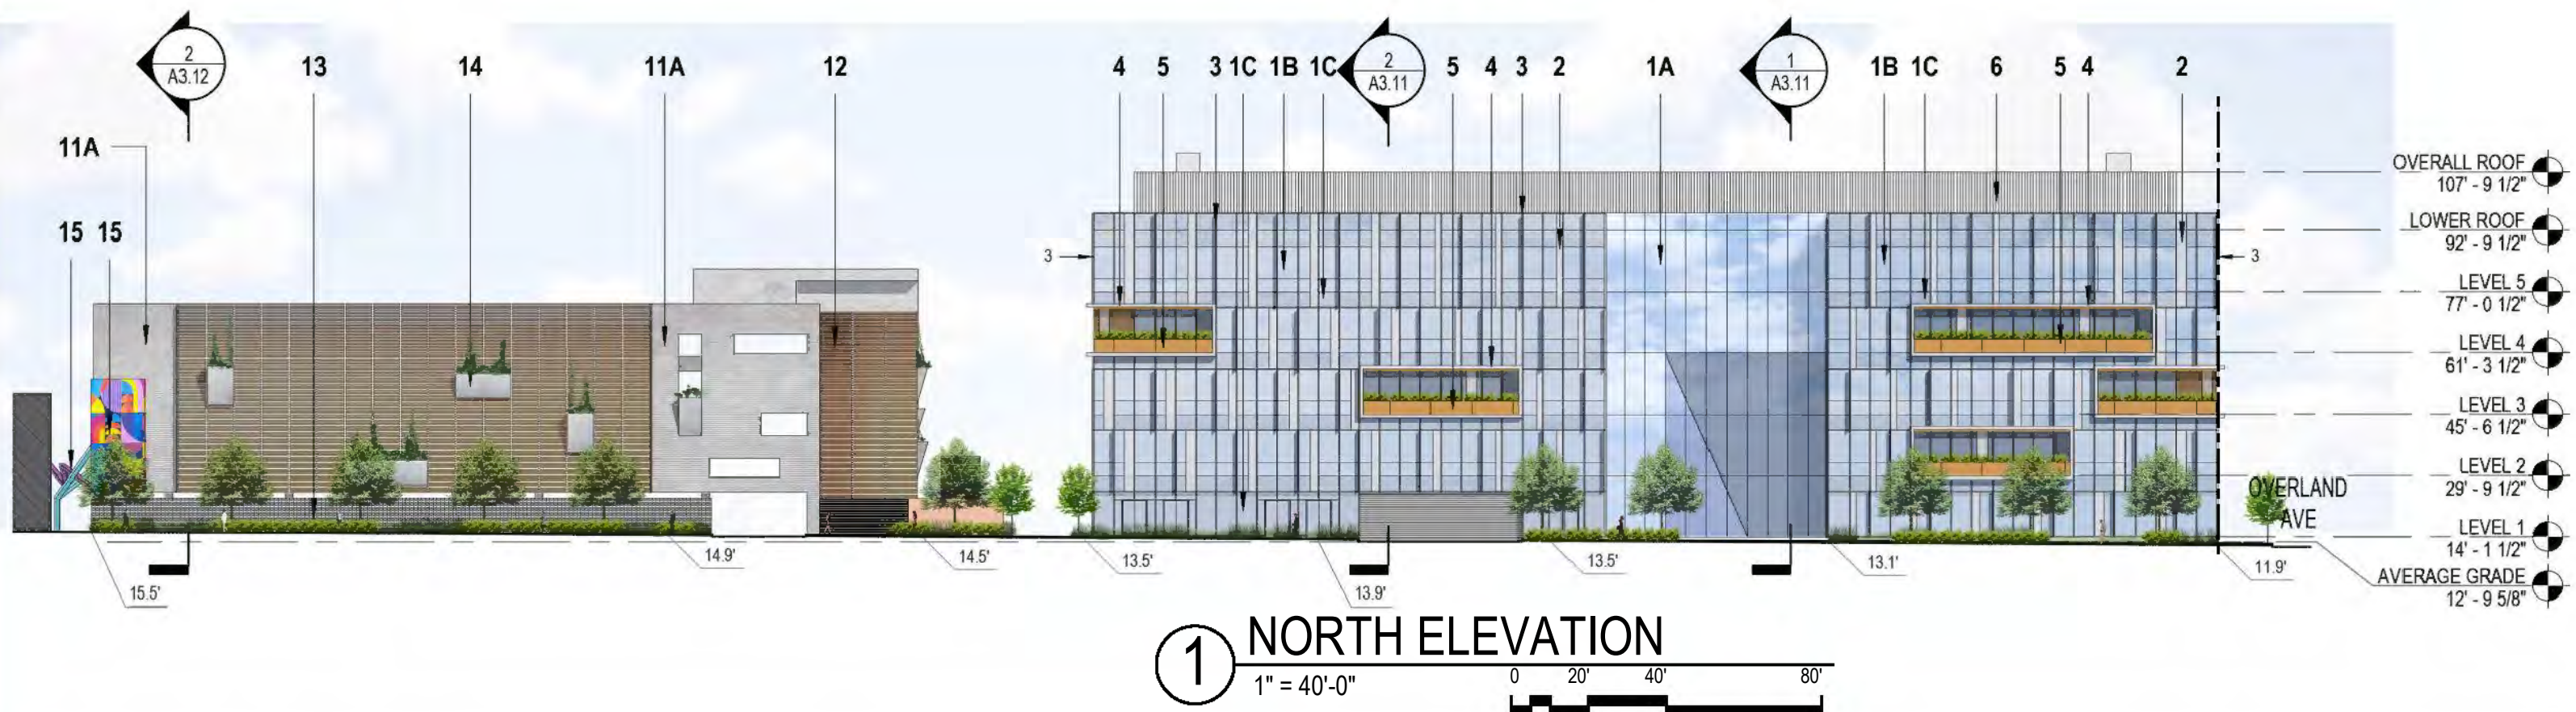 2
A3.12
13
14
11A
12
4
5
3
1C
1B
1C
2
A3.11
5
4
3
2
1A
1
A3.11
1B
1C
6
5
4
2
11A
15
15
3
3
OVERALL ROOF
107' - 9 1/2"
LOWER ROOF
92' - 9 1/2"
LEVEL 5
77' - 0 1/2"
LEVEL 4
61' - 3 1/2"
LEVEL 3
45' - 6 1/2"
LEVEL 2
29' - 9 1/2"
OVERLAND
AVE
LEVEL 1
14' - 1 1/2"
AVERAGE GRADE
12' - 9 5/8"
15.5'
14.9'
14.5'
13.5'
13.9'
13.5'
13.1'
11.9'
1
NORTH ELEVATION
1" = 40'-0"
0 20' 40' 80'